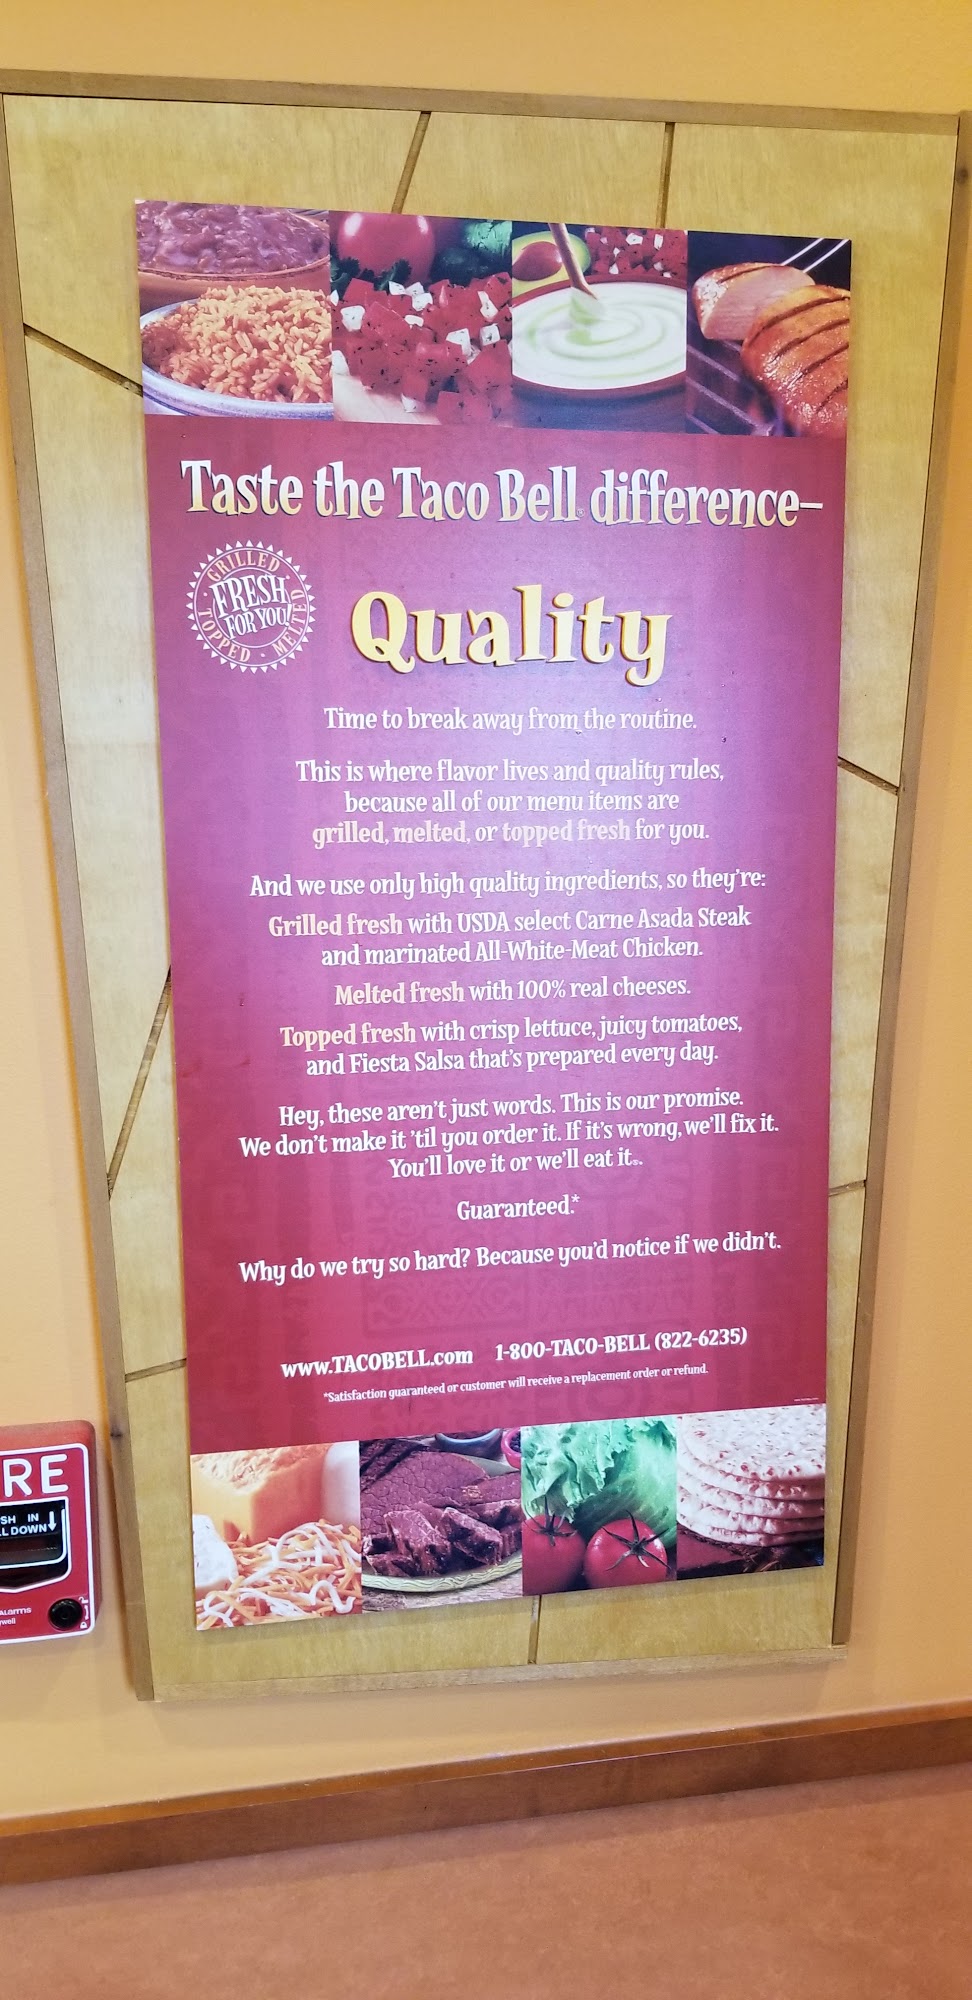 Taste the Taco Bell® difference–
GRILLED
FRESH
FOR YOU!
TOPPED · MELTED
Quality
Time to break away from the routine.
This is where flavor lives and quality rules,
because all of our menu items are
grilled, melted, or topped fresh for you.
And we use only high quality ingredients, so they're:
Grilled fresh with USDA select Carne Asada Steak
and marinated All-White-Meat Chicken.
Melted fresh with 100% real cheeses.
Topped fresh with crisp lettuce, juicy tomatoes,
and Fiesta Salsa that's prepared every day.
Hey, these aren't just words. This is our promise.
We don't make it 'til you order it. If it's wrong, we'll fix it.
You'll love it or we'll eat it.
Guaranteed.*
Why do we try so hard? Because you'd notice if we didn't.
www.TACOBELL.com 1-800-TACO-BELL (822-6235)
*Satisfaction guaranteed or customer will receive a replacement order or refund.
RE
SH IN
LL DOWN↓